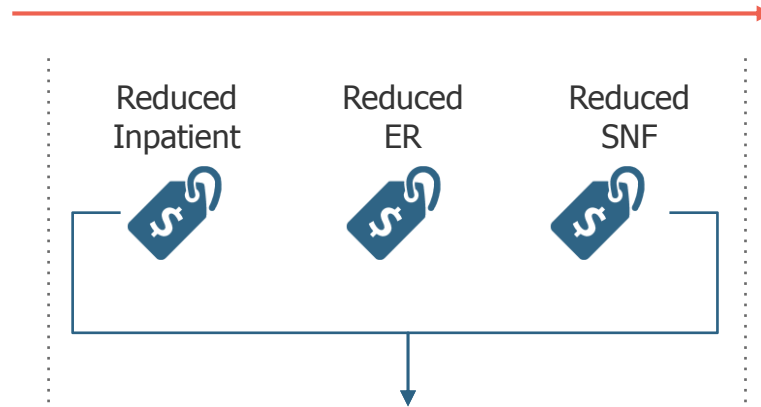 Reduced
Inpatient
Reduced
ER
Reduced
SNF
$
$
$